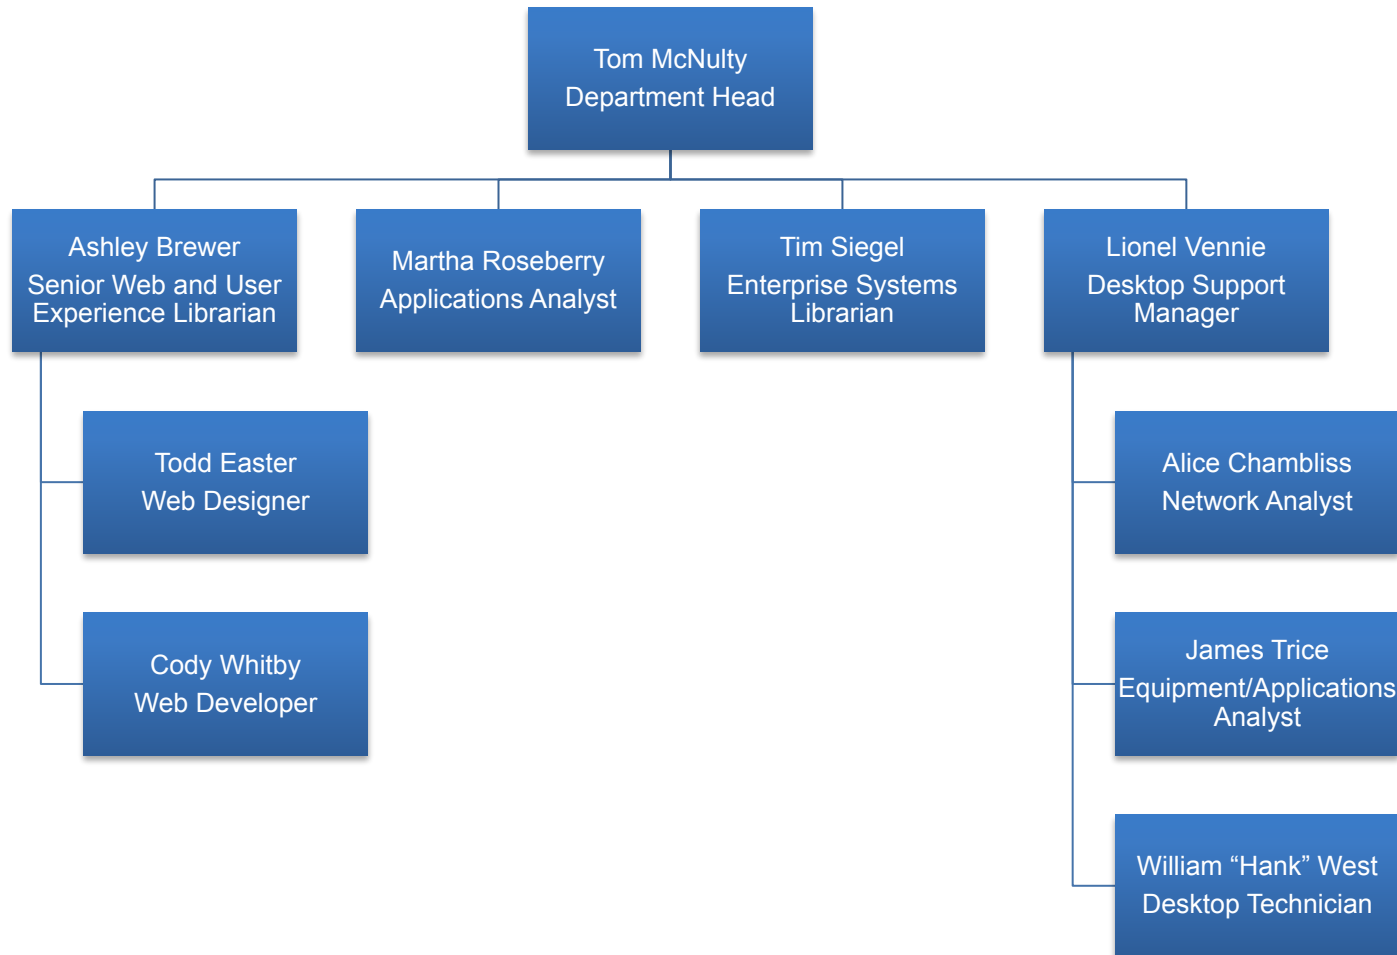 Tom McNulty
Department Head
Ashley Brewer
Senior Web and User
Experience Librarian
Martha Roseberry
Applications Analyst
Tim Siegel
Enterprise Systems
Librarian
Lionel Vennie
Desktop Support
Manager
Todd Easter
Web Designer
Alice Chambliss
Network Analyst
Cody Whitby
Web Developer
James Trice
Equipment/Applications
Analyst
William “Hank” West
Desktop Technician